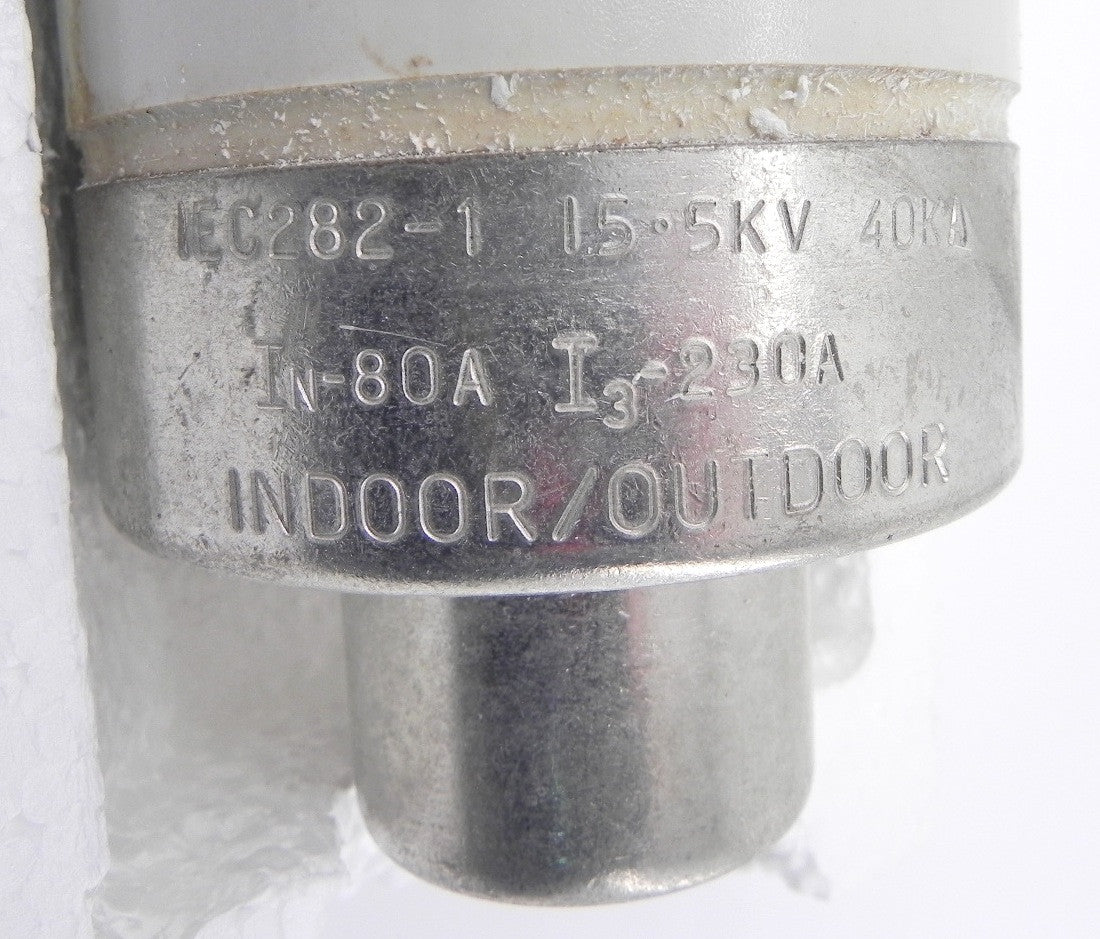 IEC282-1 15·5KV 40KA
IN-80A I3-230A
INDOOR/OUTDOOR